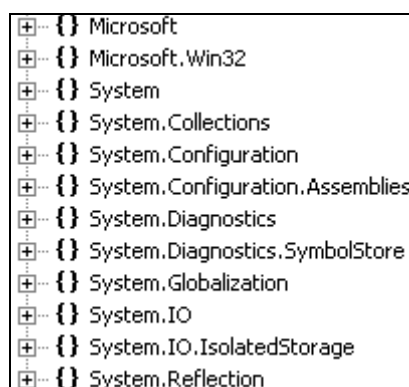 {} Microsoft
{} Microsoft.Win32
{} System
{} System.Collections
{} System.Configuration
{} System.Configuration.Assemblies
{} System.Diagnostics
{} System.Diagnostics.SymbolStore
{} System.Globalization
{} System.IO
{} System.IO.IsolatedStorage
{} System.Reflection